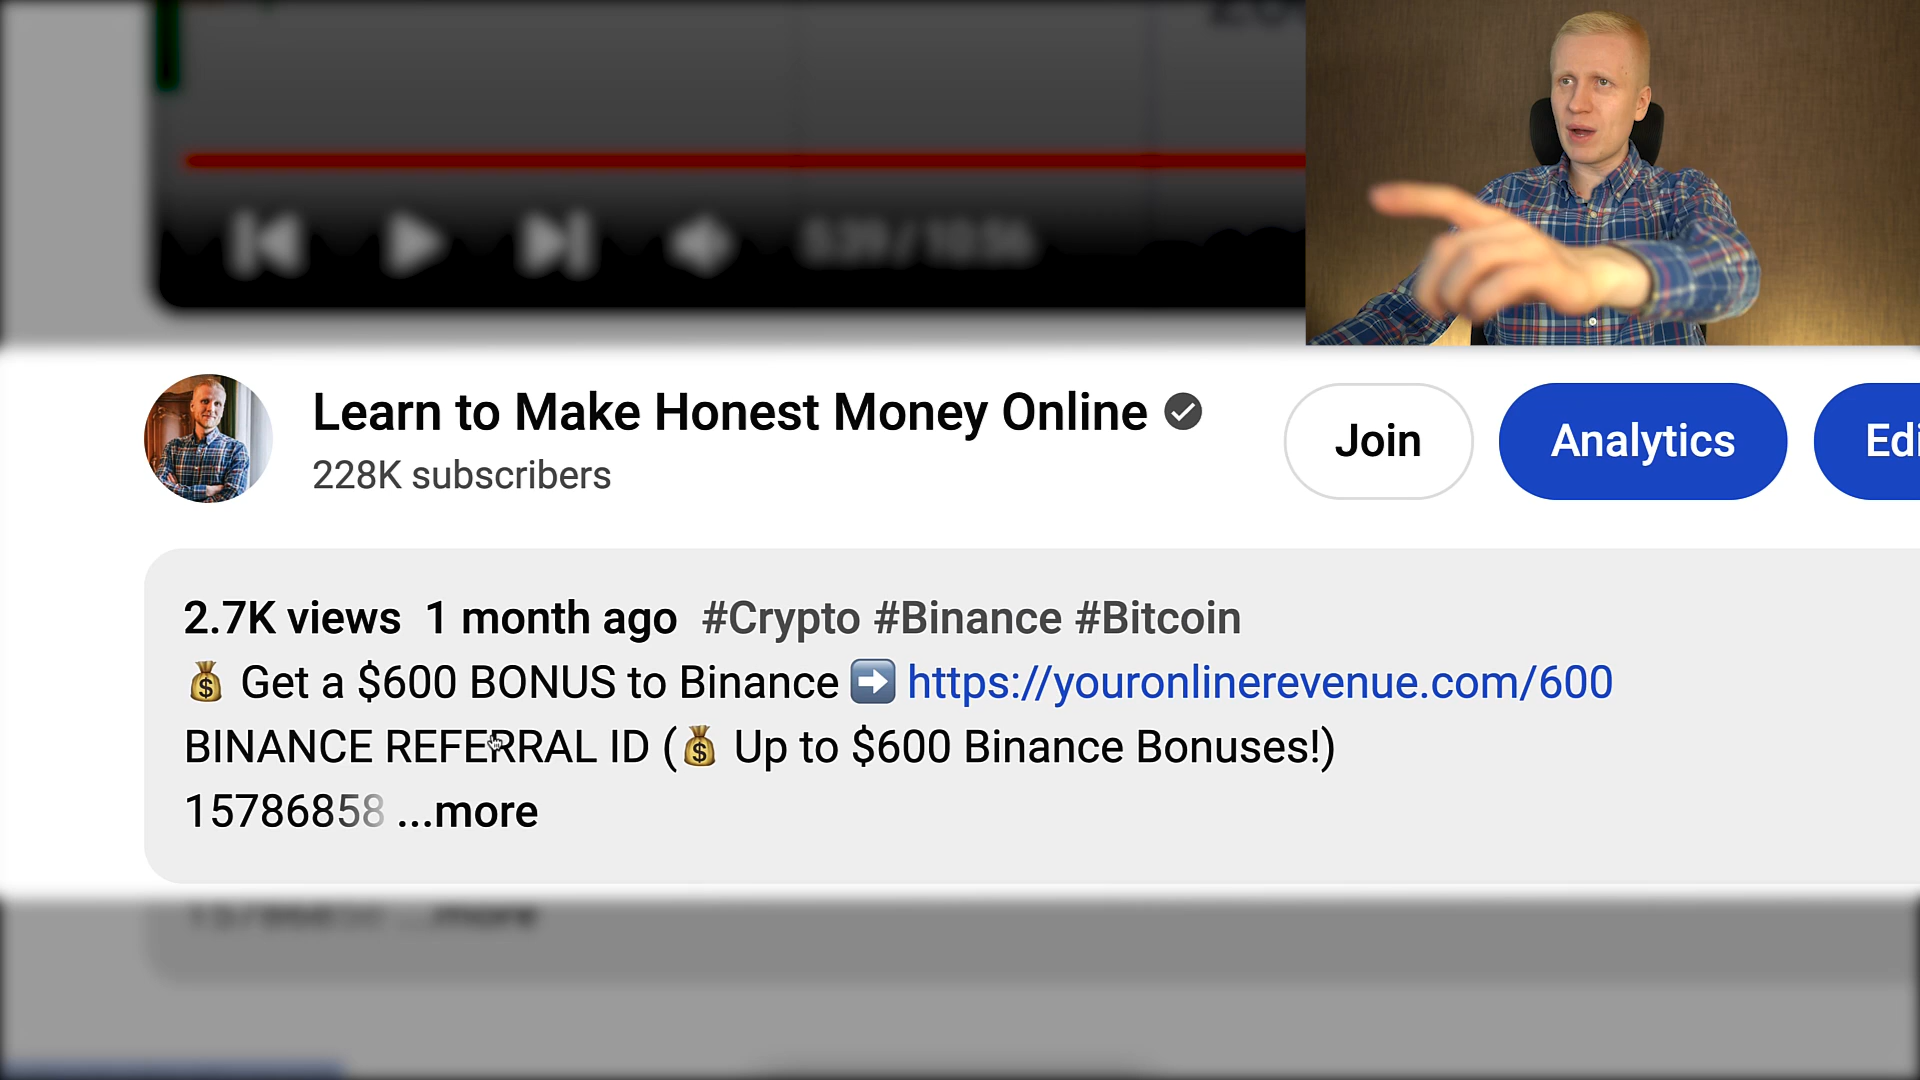 Learn to Make Honest Money Online
228K subscribers
Join
Analytics
Edi
2.7K views 1 month ago #Crypto #Binance #Bitcoin
💰 Get a $600 BONUS to Binance ➡️ https://youronlinerevenue.com/600
BINANCE REFERRAL ID (💰 Up to $600 Binance Bonuses!)
15786858 ...more
...more